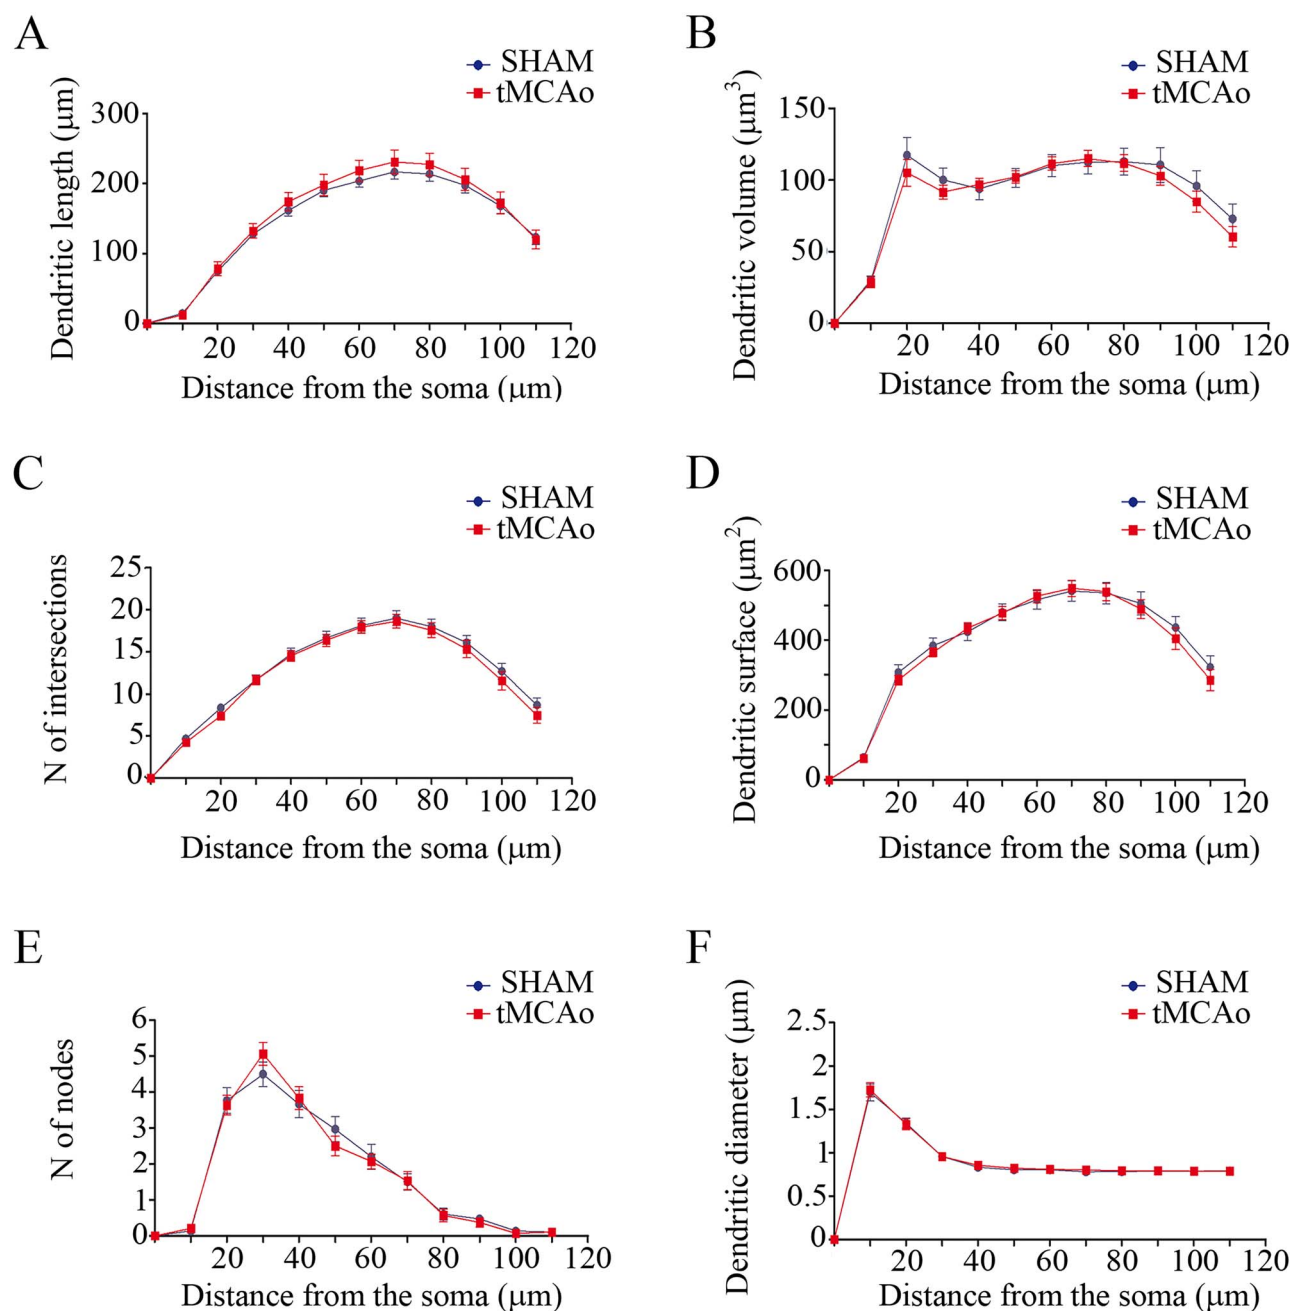 A
SHAM
tMCAo
Dendritic length (μm)
300
200
100
0
20 40 60 80 100 120
Distance from the soma (μm)
B
SHAM
tMCAo
Dendritic volume (μm³)
150
100
50
0
20 40 60 80 100 120
Distance from the soma (μm)
C
SHAM
tMCAo
N of intersections
25
20
15
10
5
0
20 40 60 80 100 120
Distance from the soma (μm)
D
SHAM
tMCAo
Dendritic surface (μm²)
600
400
200
0
20 40 60 80 100 120
Distance from the soma (μm)
E
SHAM
tMCAo
N of nodes
6
5
4
3
2
1
0
20 40 60 80 100 120
Distance from the soma (μm)
F
SHAM
tMCAo
Dendritic diameter (μm)
2.5
2
1.5
1
0.5
0
20 40 60 80 100 120
Distance from the soma (μm)